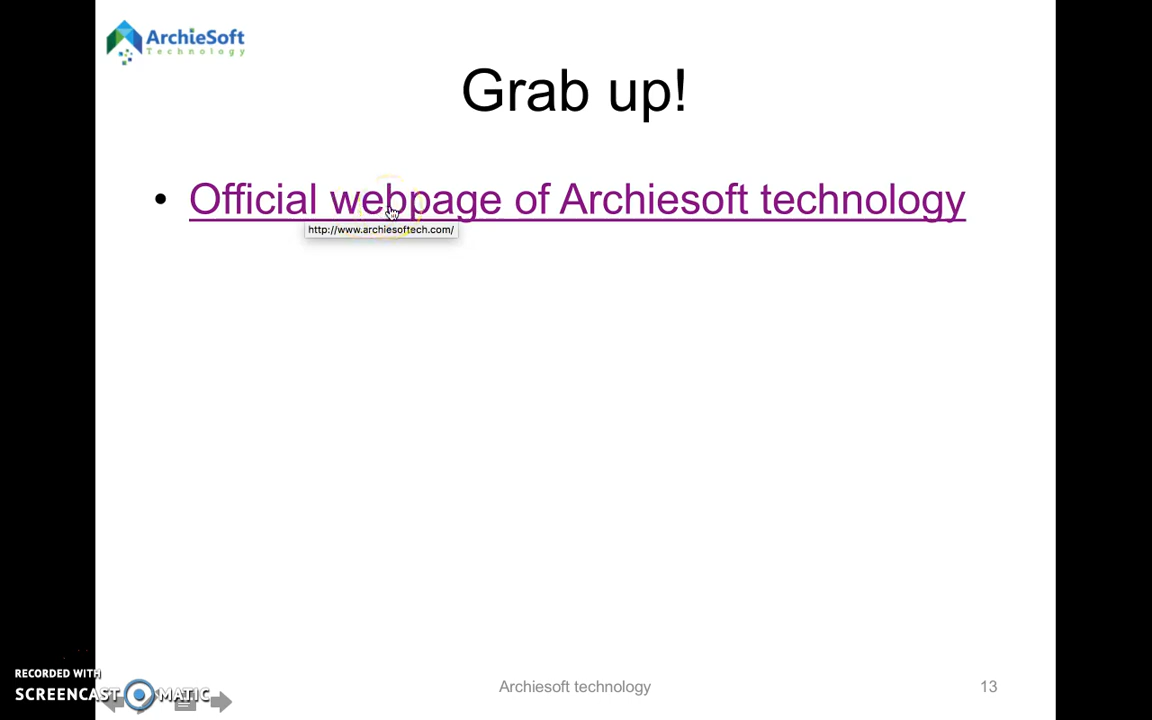 ArchieSoft
Technology
Grab up!
• Official webpage of Archiesoft technology
http://www.archiesoftech.com/
RECORDED WITH
SCREENCAST MATIC
Archiesoft technology
13